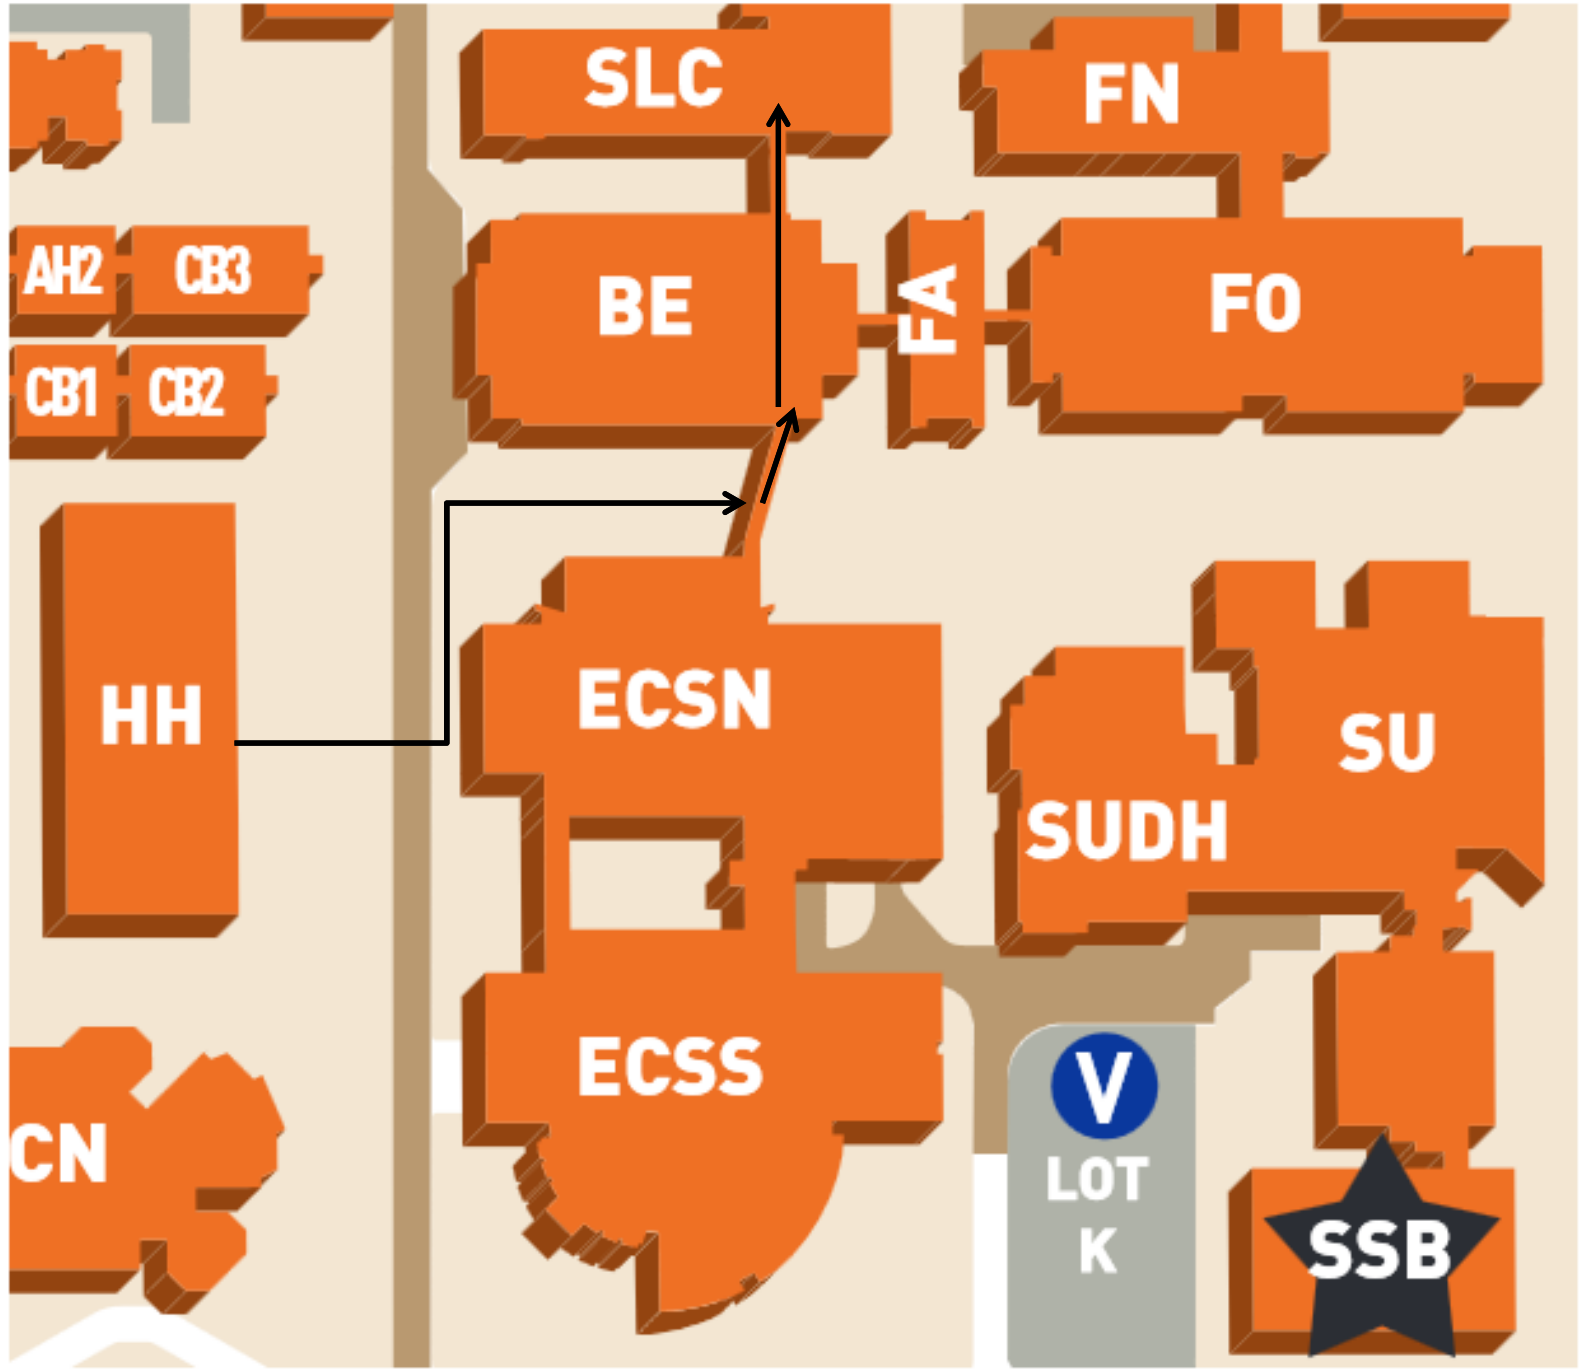 SLC
FN
AH2
CB3
BE
FA
FO
CB1
CB2
HH
ECSN
SU
SUDH
ECSS
V
LOT
K
CN
SSB